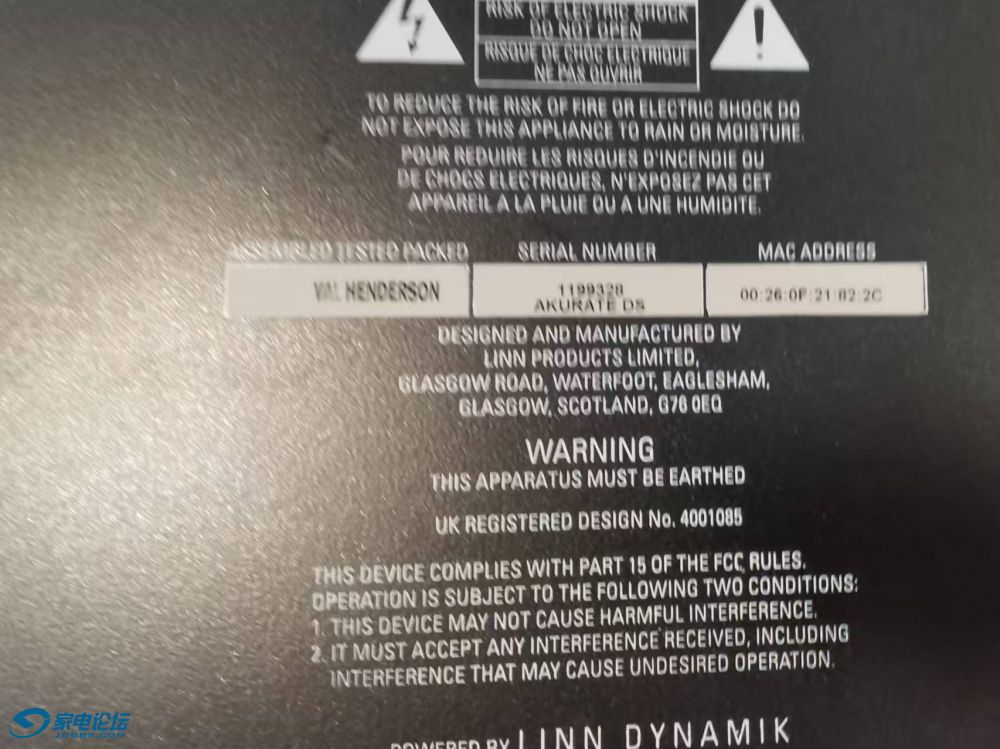 RISK OF ELECTRIC SHOCK
DO NOT OPEN
RISQUE DE CHOC ELECTRIQUE
NE PAS OUVRIR
TO REDUCE THE RISK OF FIRE OR ELECTRIC SHOCK DO
NOT EXPOSE THIS APPLIANCE TO RAIN OR MOISTURE.
POUR REDUIRE LES RISQUES D'INCENDIE OU
DE CHOCS ELECTRIQUES, N'EXPOSEZ PAS CET
APPAREIL A LA PLUIE OU A UNE HUMIDITE.
ASSEMBLED TESTED PACKED SERIAL NUMBER MAC ADDRESS
VAL HENDERSON 1199328 00:26:0F:21:82:2C
AKURATE DS
DESIGNED AND MANUFACTURED BY
LINN PRODUCTS LIMITED,
GLASGOW ROAD, WATERFOOT, EAGLESHAM,
GLASGOW, SCOTLAND, G76 0EQ
WARNING
THIS APPARATUS MUST BE EARTHED
UK REGISTERED DESIGN No. 4001085
THIS DEVICE COMPLIES WITH PART 15 OF THE FCC RULES.
OPERATION IS SUBJECT TO THE FOLLOWING TWO CONDITIONS:
1. THIS DEVICE MAY NOT CAUSE HARMFUL INTERFERENCE.
2. IT MUST ACCEPT ANY INTERFERENCE RECEIVED, INCLUDING
INTERFERENCE THAT MAY CAUSE UNDESIRED OPERATION.
POWERED BY LINN DYNAMIK
家电论坛
JDBBS.COM